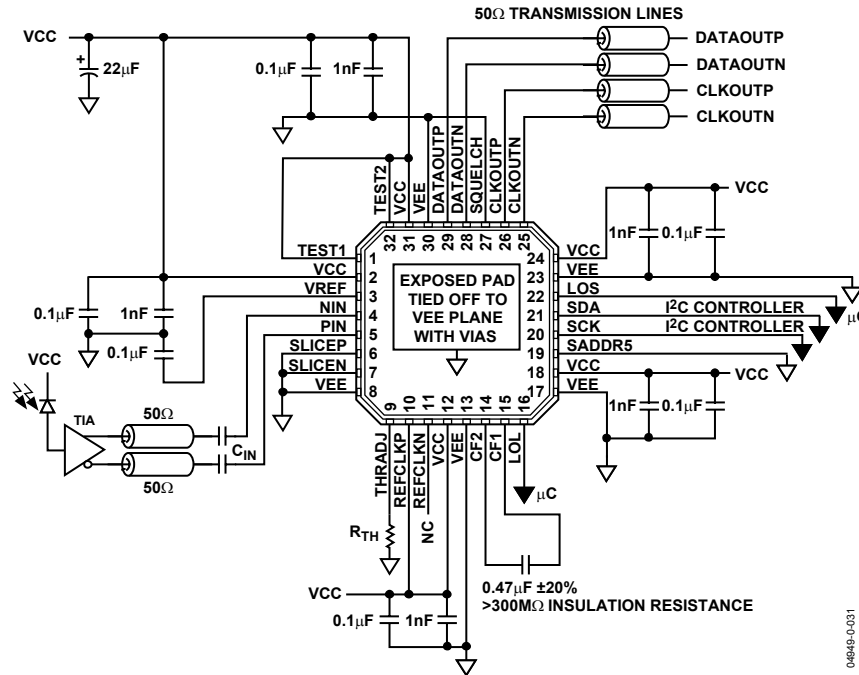 50Ω TRANSMISSION LINES
VCC
DATAOUTP
DATAOUTN
CLKOUTP
CLKOUTN
+
22μF
0.1μF
1nF
TEST2
VCC
VEE
DATAOUTP
DATAOUTN
SQUELCH
CLKOUTP
CLKOUTN
32
31
30
29
28
27
26
25
TEST1
1
VCC
2
VREF
3
NIN
4
PIN
5
SLICEP
6
SLICEN
7
VEE
8
EXPOSED PAD
TIED OFF TO
VEE PLANE
WITH VIAS
24
VCC
23
VEE
22
LOS
21
SDA
20
SCK
19
SADDR5
18
VCC
17
VEE
VCC
1nF
0.1μF
μC
I2C CONTROLLER
I2C CONTROLLER
VCC
1nF
0.1μF
0.1μF
1nF
0.1μF
VCC
TIA
50Ω
50Ω
CIN
9
10
11
12
13
14
15
16
THRADJ
REFCLKP
REFCLKN
VCC
VEE
CF2
CF1
LOL
NC
μC
RTH
VCC
0.1μF
1nF
0.47μF ±20%
>300MΩ INSULATION RESISTANCE
04949-0-031